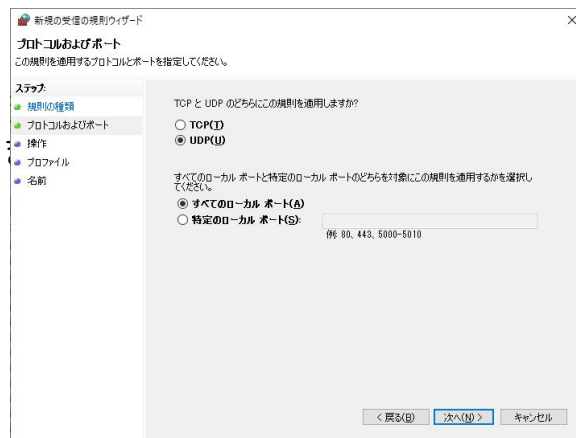 新規の受信の規則ウィザード
プロトコルおよびポート
この規則を適用するプロトコルとポートを指定してください。
ステップ:
規則の種類
プロトコルおよびポート
操作
プロファイル
名前
TCP と UDP のどちらにこの規則を適用しますか?
TCP(T)
UDP(U)
すべてのローカル ポートと特定のローカル ポートのどちらを対象にこの規則を適用するかを選択し
てください。
すべてのローカル ポート(A)
特定のローカル ポート(S):
例: 80、443、5000-5010
< 戻る(B)
次へ(N) >
キャンセル